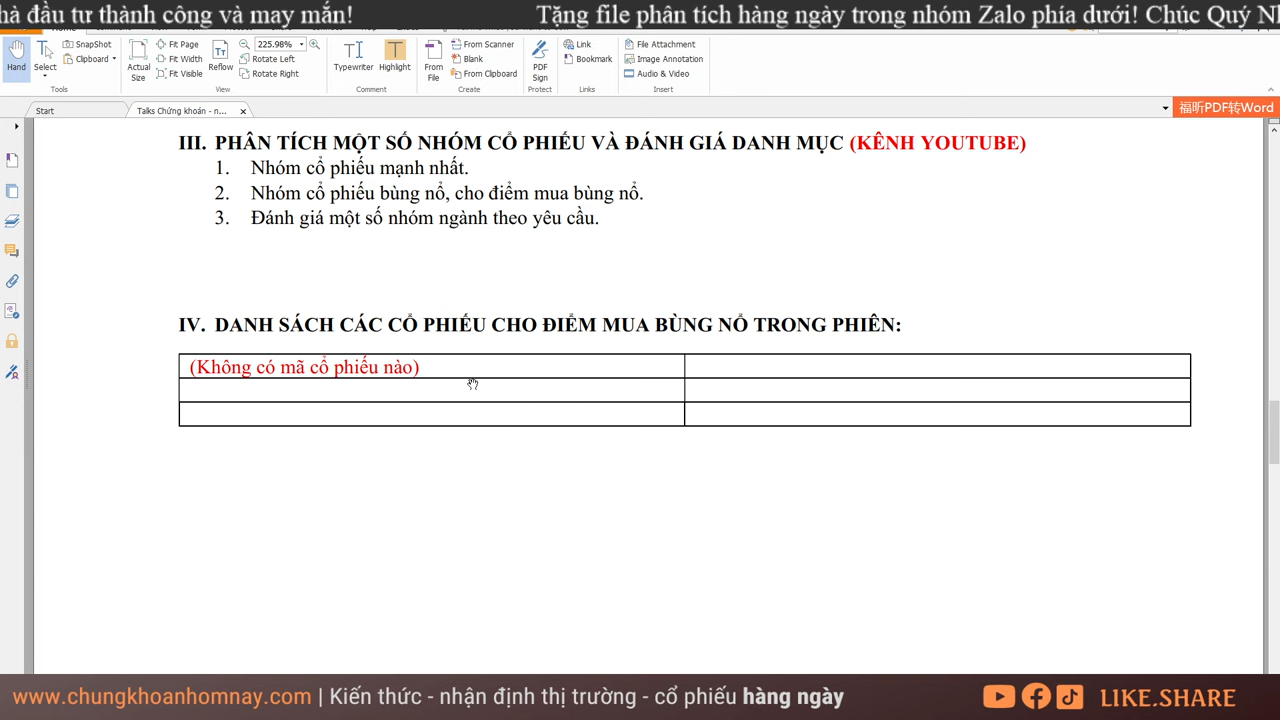 hà đầu tư thành công và may mắn! Tặng file phân tích hàng ngày trong nhóm Zalo phía dưới! Chúc Quý Nh
Hand
Select
SnapShot
Clipboard
Tools
Actual Size
Fit Page
Fit Width
Fit Visible
Reflow
225.98%
Rotate Left
Rotate Right
View
Typewriter
Highlight
Comment
From File
From Scanner
Blank
From Clipboard
Create
PDF Sign
Protect
Link
Bookmark
Links
File Attachment
Image Annotation
Audio & Video
Insert
Start
Talks Chứng khoán - n...
福昕PDF转Word
III. PHÂN TÍCH MỘT SỐ NHÓM CỔ PHIẾU VÀ ĐÁNH GIÁ DANH MỤC (KÊNH YOUTUBE)
1. Nhóm cổ phiếu mạnh nhất.
2. Nhóm cổ phiếu bùng nổ, cho điểm mua bùng nổ.
3. Đánh giá một số nhóm ngành theo yêu cầu.
IV. DANH SÁCH CÁC CỔ PHIẾU CHO ĐIỂM MUA BÙNG NỔ TRONG PHIÊN:
(Không có mã cổ phiếu nào)
www.chungkhoanhomnay.com | Kiến thức - nhận định thị trường - cổ phiếu hàng ngày
LIKE.SHARE